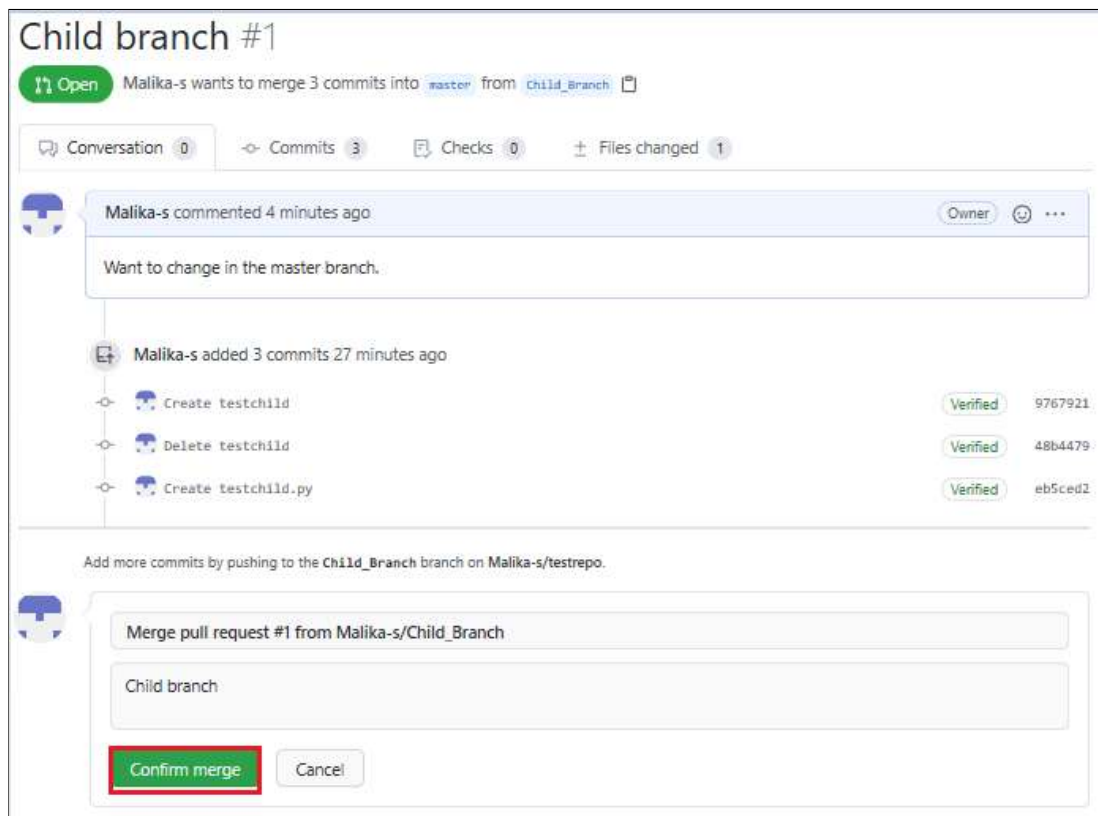 Child branch #1
Open Malika-s wants to merge 3 commits into master from Child_Branch
Conversation 0 Commits 3 Checks 0 Files changed 1
Malika-s commented 4 minutes ago Owner
Want to change in the master branch.
Malika-s added 3 commits 27 minutes ago
Create testchild Verified 9767921
Delete testchild Verified 48b4479
Create testchild.py Verified eb5ced2
Add more commits by pushing to the Child_Branch branch on Malika-s/testrepo.
Merge pull request #1 from Malika-s/Child_Branch
Child branch
Confirm merge Cancel